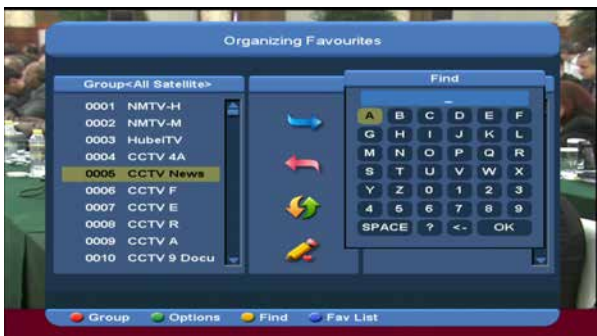 Organizing Favourites
Group<All Satellite>
0001 NMTV-H
0002 NMTV-M
0003 HubeiTV
0004 CCTV 4A
0005 CCTV News
0006 CCTV F
0007 CCTV E
0008 CCTV R
0009 CCTV A
0010 CCTV 9 Docu
Find
_
A B C D E F
G H I J K L
M N O P Q R
S T U V W X
Y Z 0 1 2 3
4 5 6 7 8 9
SPACE ? <- OK
Group Options Find Fav List